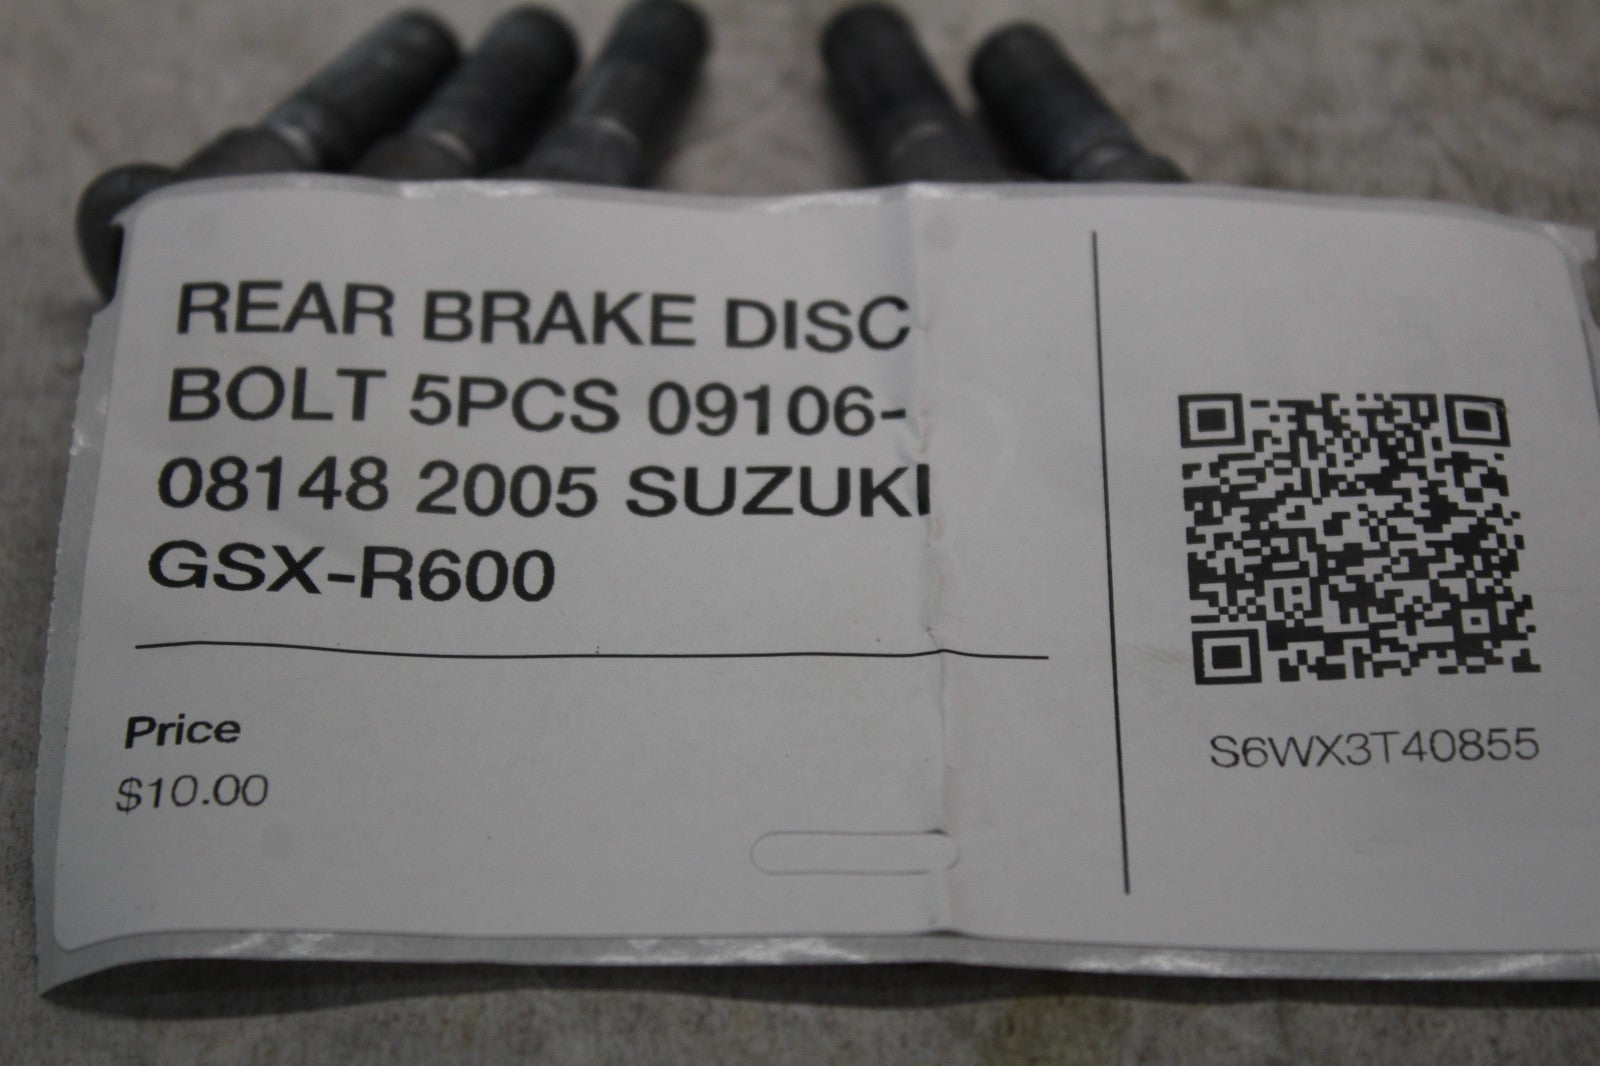 REAR BRAKE DISC
BOLT 5PCS 09106-
08148 2005 SUZUKI
GSX-R600
Price
$10.00
S6WX3T40855